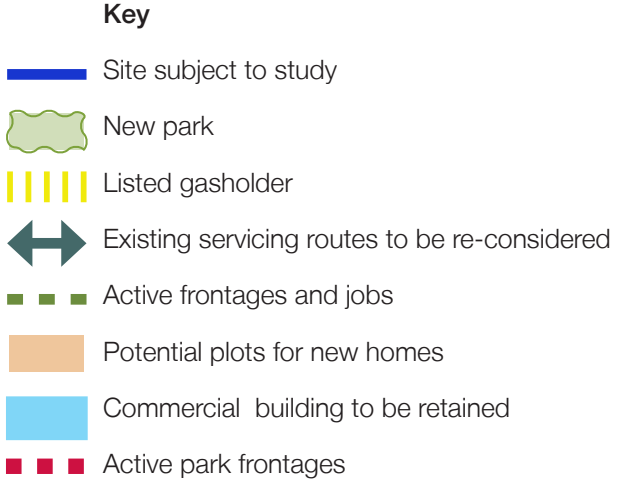 Key
Site subject to study
New park
Listed gasholder
Existing servicing routes to be re-considered
Active frontages and jobs
Potential plots for new homes
Commercial  building to be retained
Active park frontages